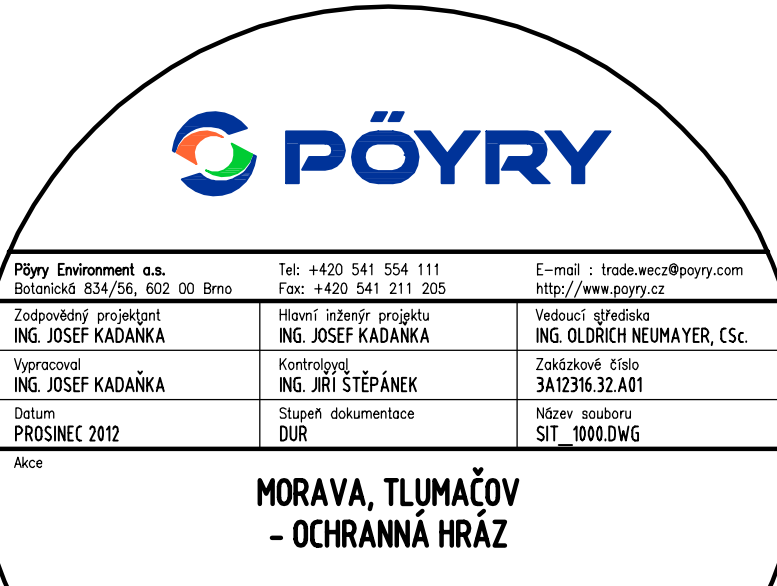 PÖYRY
Pöyry Environment a.s.
Botanická 834/56, 602 00 Brno
Tel: +420 541 554 111
Fax: +420 541 211 205
E-mail : trade.wecz@poyry.com
http://www.poyry.cz
Zodpovědný projektant
ING. JOSEF KADAŇKA
Hlavní inženýr projektu
ING. JOSEF KADAŇKA
Vedoucí střediska
ING. OLDŘICH NEUMAYER, CSc.
Vypracoval
ING. JOSEF KADAŇKA
Kontroloval
ING. JIŘÍ ŠTĚPÁNEK
Zakázkové číslo
3A12316.32.A01
Datum
PROSINEC 2012
Stupeň dokumentace
DUR
Název souboru
SIT_1000.DWG
Akce
MORAVA, TLUMAČOV
- OCHRANNÁ HRÁZ